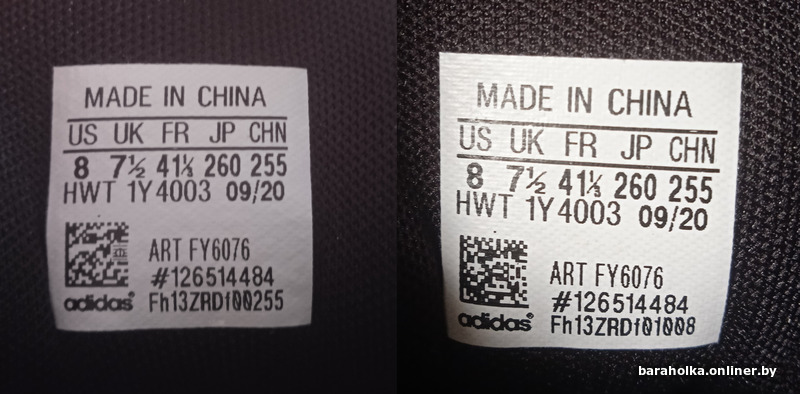 MADE IN CHINA
US UK FR JP CHN
8 7½ 41⅓ 260 255
HWT 1Y4003 09/20
ART FY6076
#126514484
adidas® Fh13ZRDf00255
MADE IN CHINA
US UK FR JP CHN
8 7½ 41⅓ 260 255
HWT 1Y4003 09/20
ART FY6076
#126514484
adidas® Fh13ZRDf01008
baraholka.onliner.by